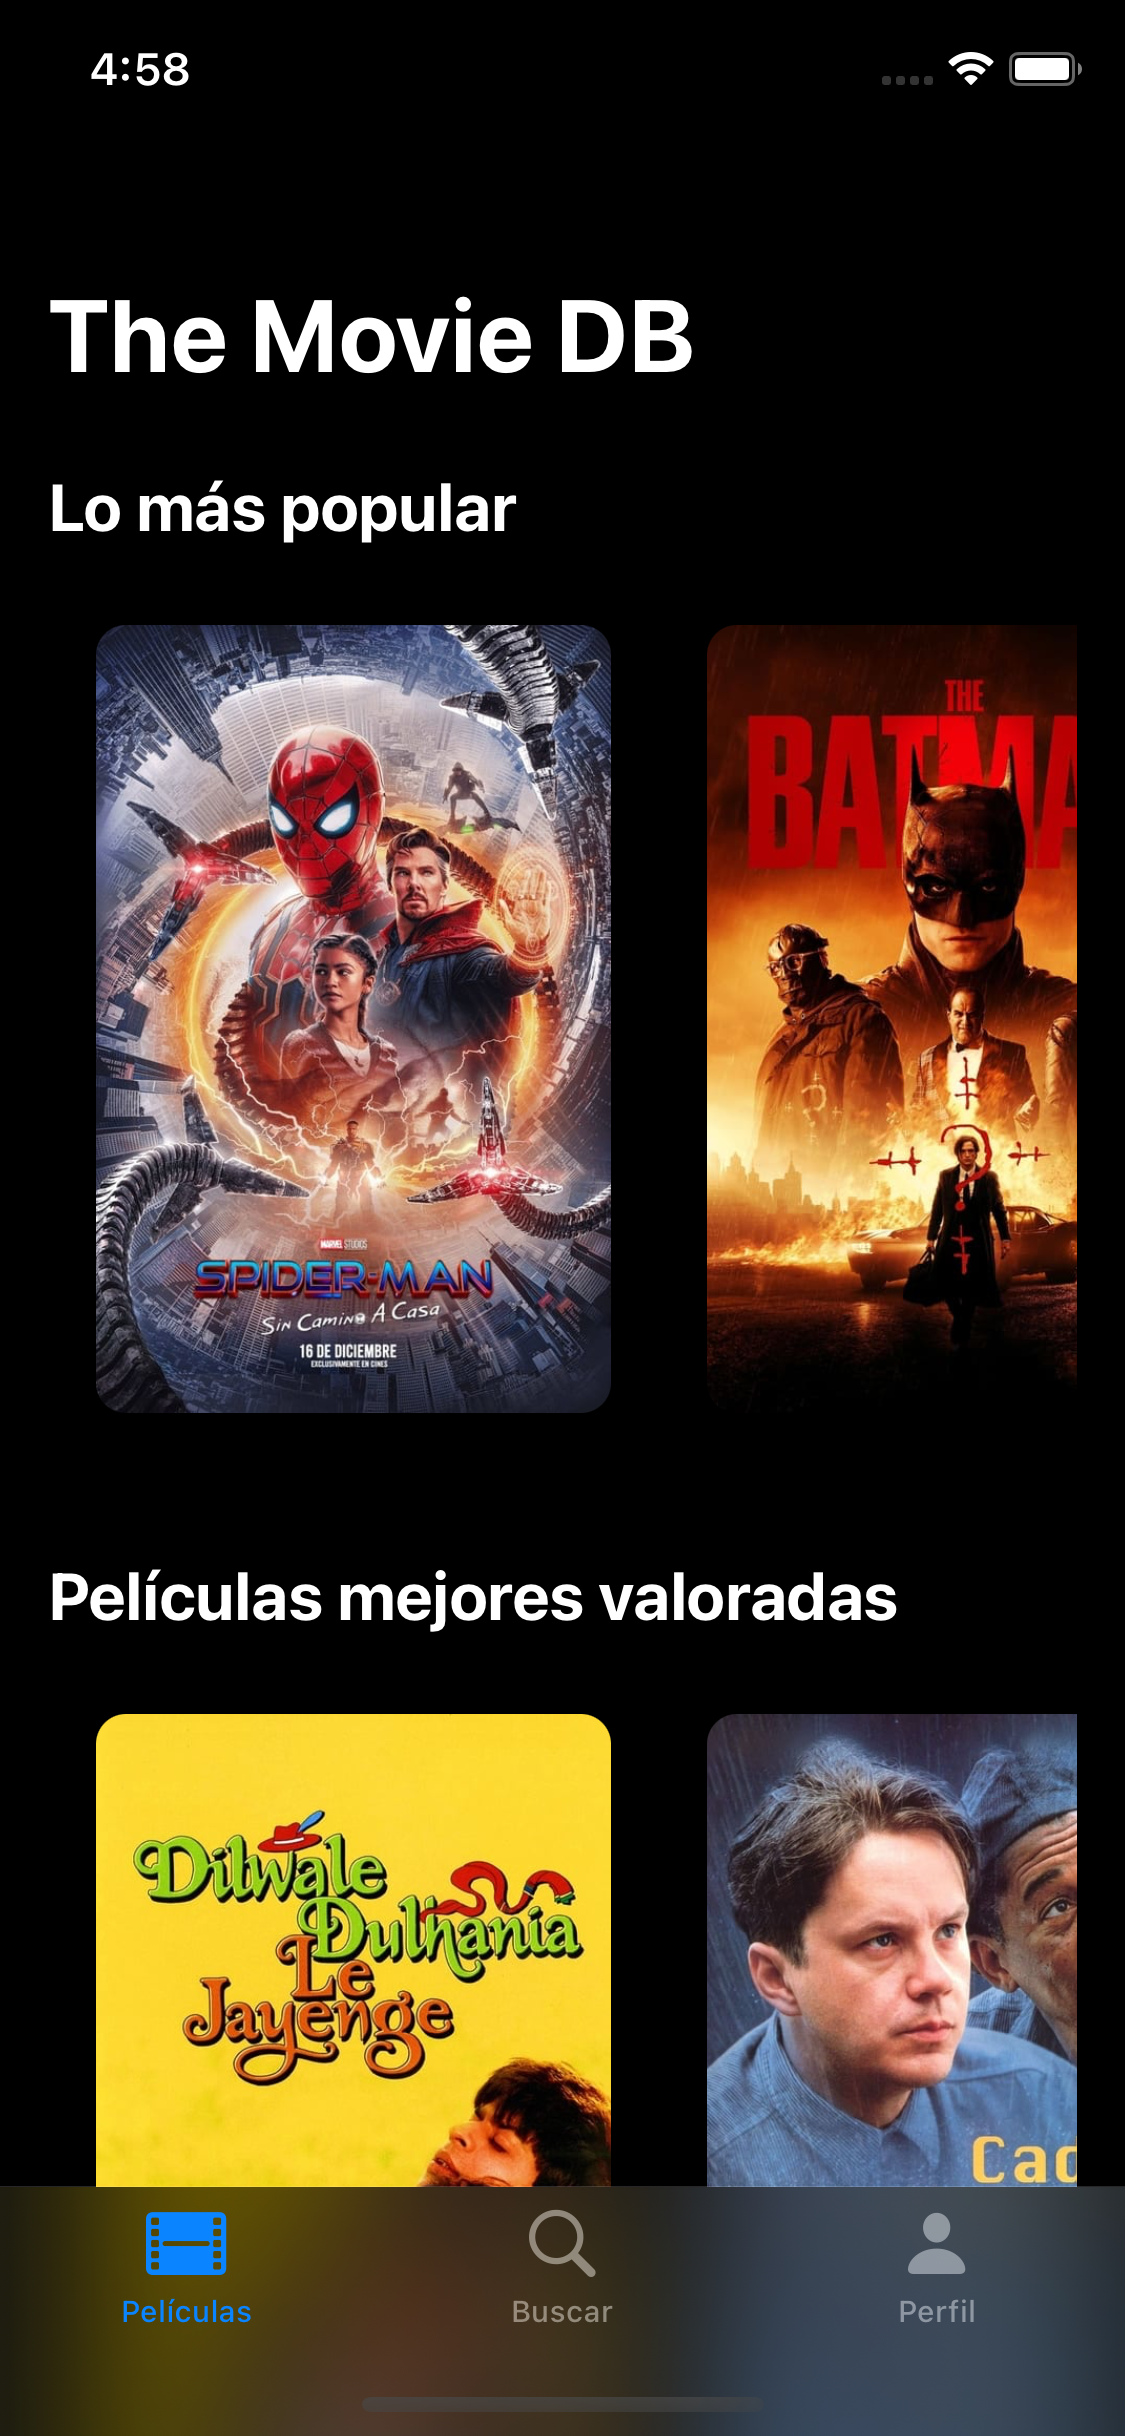 4:58
The Movie DB
Lo más popular
MARVEL STUDIOS
SPIDER-MAN
Sin Camino A Casa
16 DE DICIEMBRE
EXCLUSIVAMENTE EN CINES
THE
BATMA
Películas mejores valoradas
Dilwale
Dulhania
Le
Jayenge
Cad
Películas
Buscar
Perfil